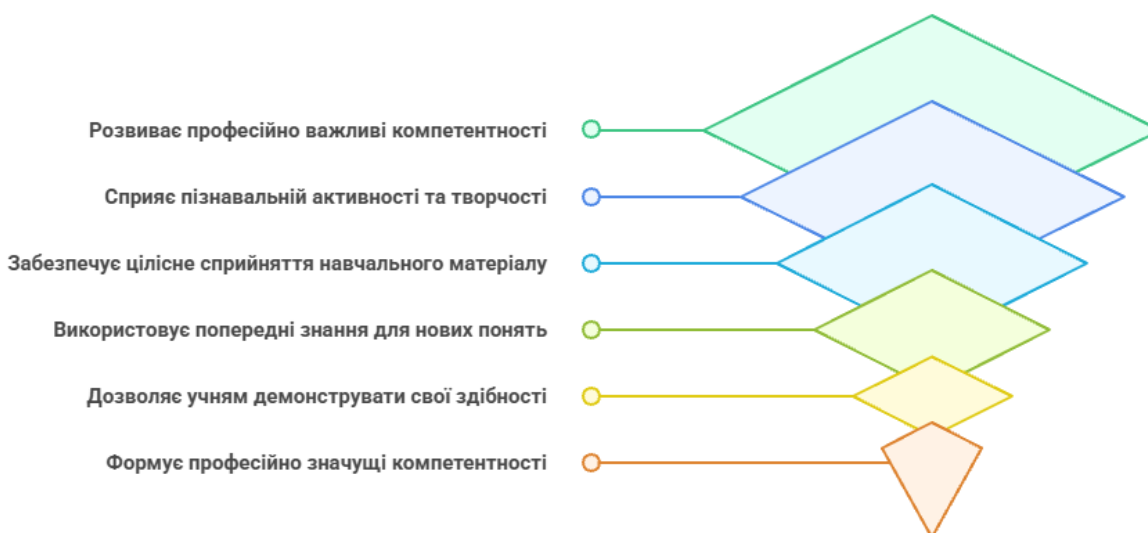 Розвиває професійно важливі компетентності
Сприяє пізнавальній активності та творчості
Забезпечує цілісне сприйняття навчального матеріалу
Використовує попередні знання для нових понять
Дозволяє учням демонструвати свої здібності
Формує професійно значущі компетентності